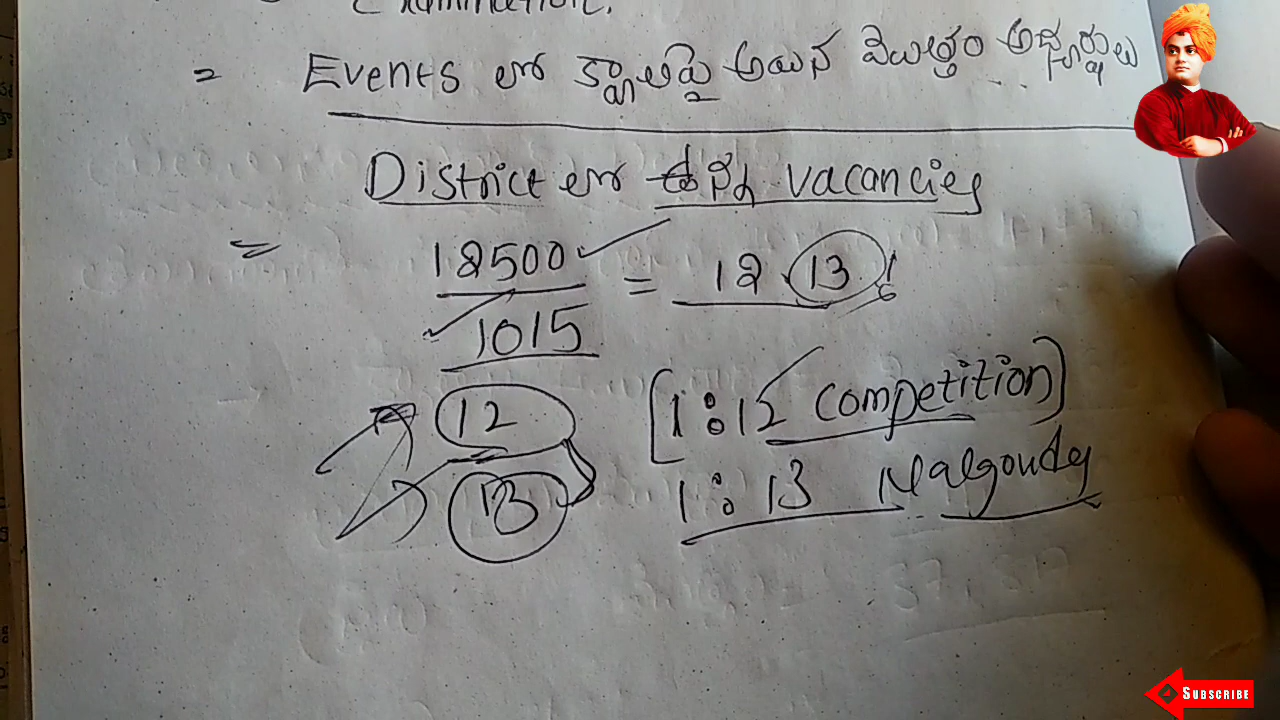 Examination.
= Events లో క్వాలిఫై అయిన మొత్తం అభ్యర్థులు
District లో ఉన్న vacancies
= 12500 = 12.13
1015
12 [1:12 competition]
13 1:13 Nalgonda
SUBSCRIBE